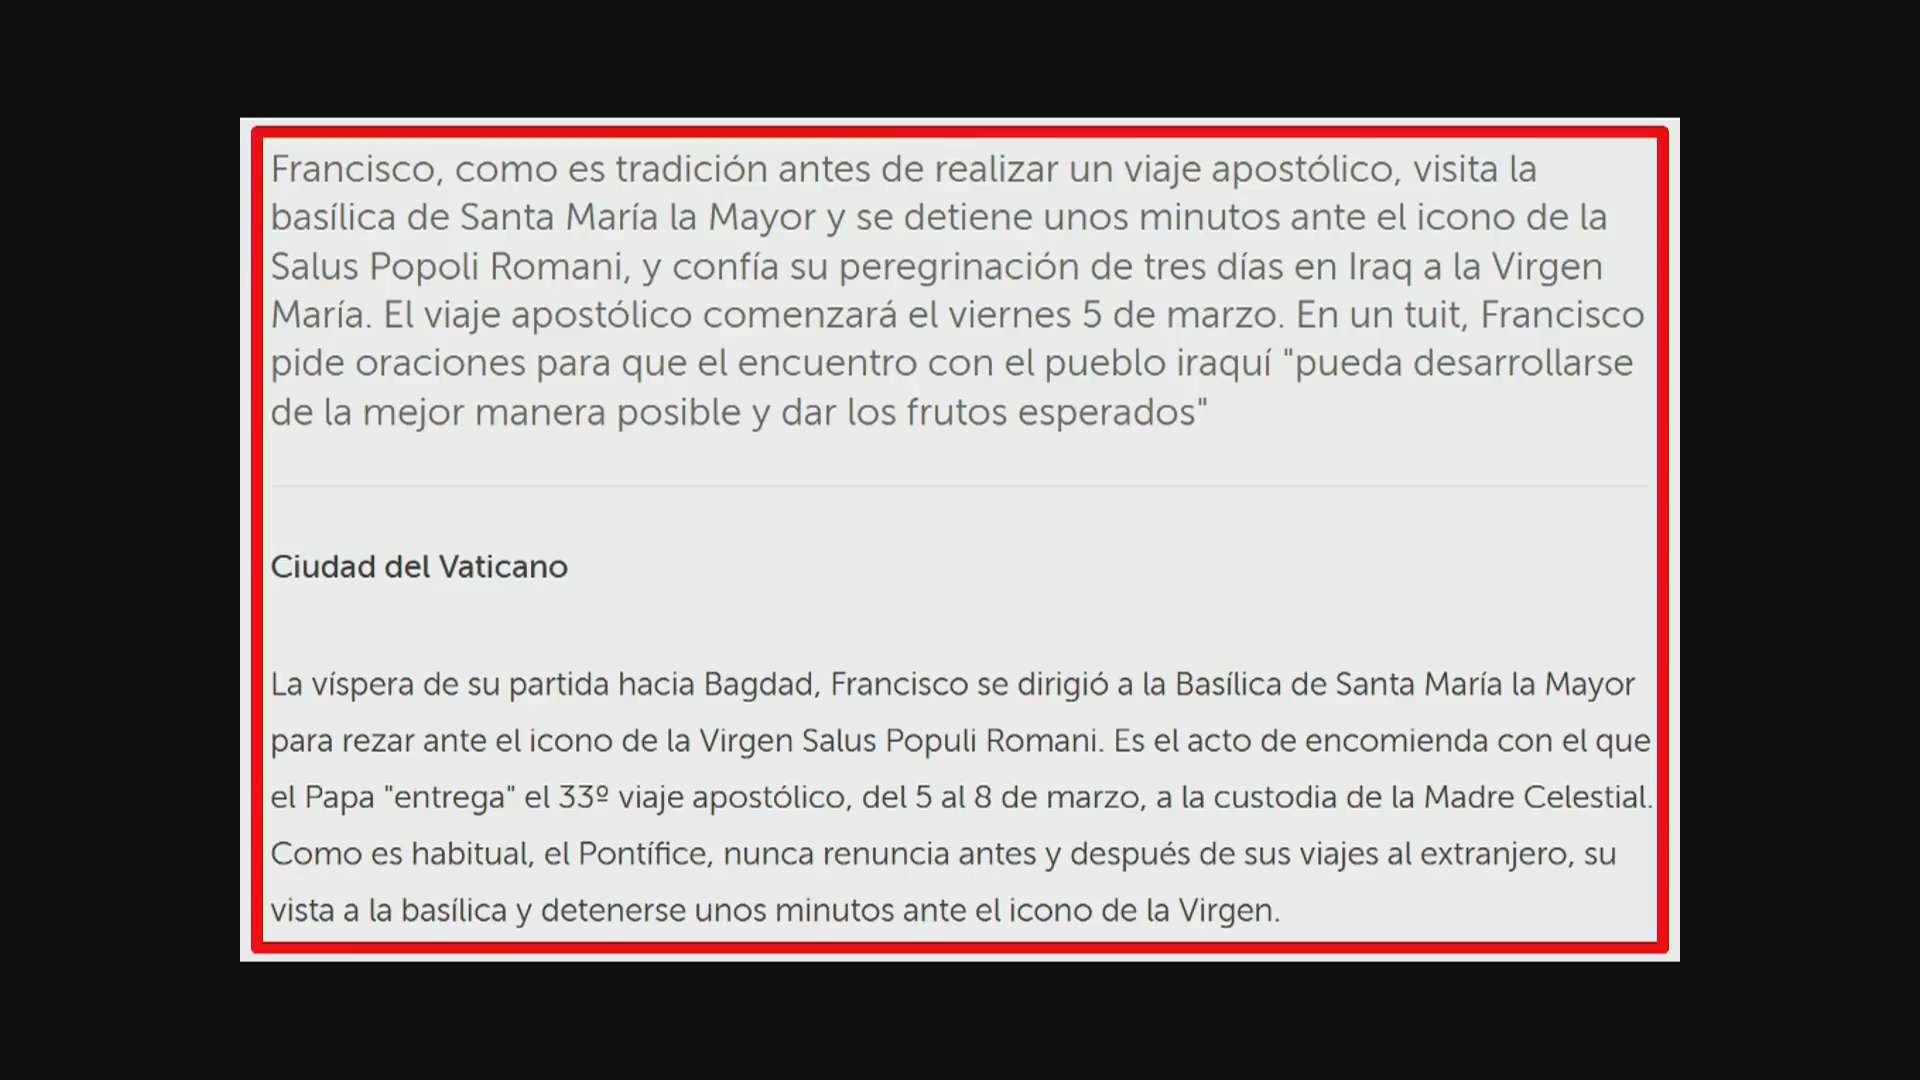 Francisco, como es tradición antes de realizar un viaje apostólico, visita la
basílica de Santa María la Mayor y se detiene unos minutos ante el icono de la
Salus Popoli Romani, y confía su peregrinación de tres días en Iraq a la Virgen
María. El viaje apostólico comenzará el viernes 5 de marzo. En un tuit, Francisco
pide oraciones para que el encuentro con el pueblo iraquí "pueda desarrollarse
de la mejor manera posible y dar los frutos esperados"
Ciudad del Vaticano
La víspera de su partida hacia Bagdad, Francisco se dirigió a la Basílica de Santa María la Mayor
para rezar ante el icono de la Virgen Salus Populi Romani. Es el acto de encomienda con el que
el Papa "entrega" el 33º viaje apostólico, del 5 al 8 de marzo, a la custodia de la Madre Celestial.
Como es habitual, el Pontífice, nunca renuncia antes y después de sus viajes al extranjero, su
vista a la basílica y detenerse unos minutos ante el icono de la Virgen.